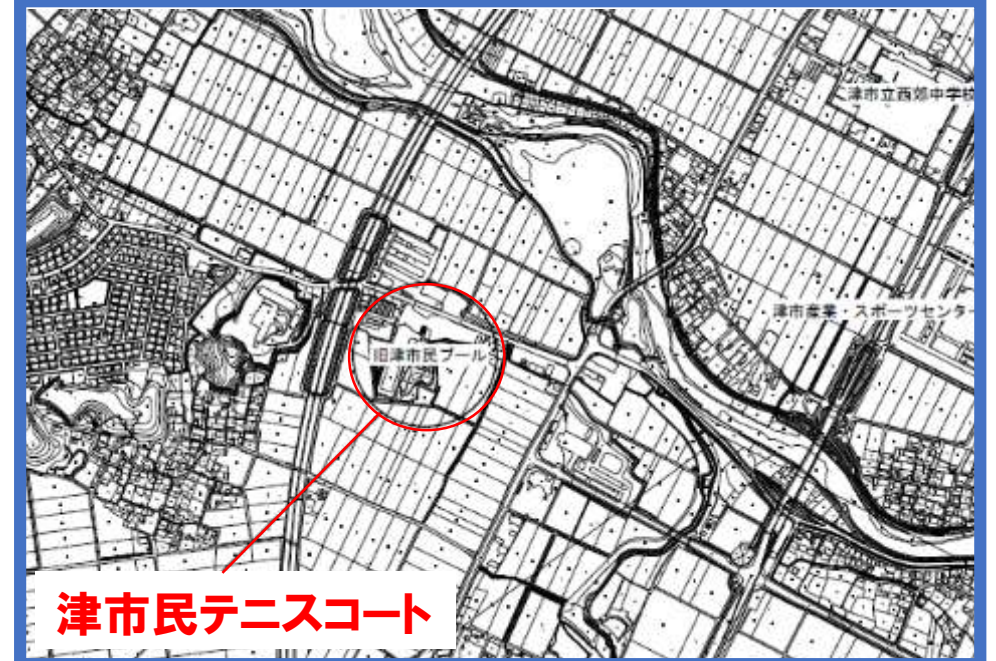 津市立西郊中学校
津市産業・スポーツセンター
旧津市民プール
津市民テニスコート